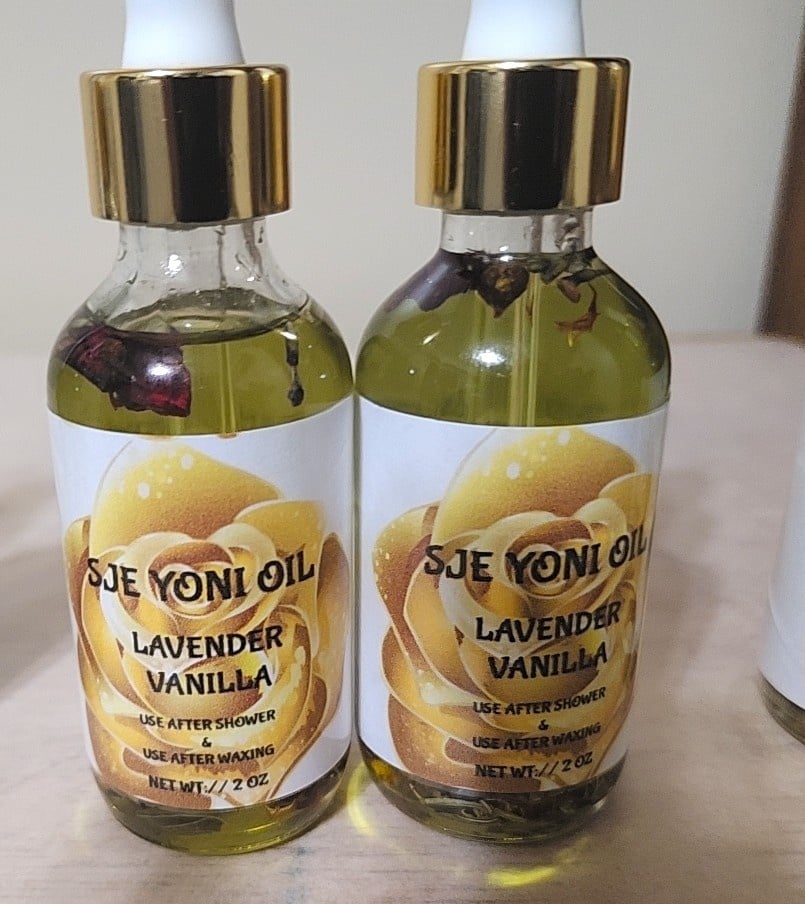 SJE YONI OIL
LAVENDER
VANILLA
USE AFTER SHOWER
&
USE AFTER WAXING
NET WT:// 2 OZ
SJE YONI OIL
LAVENDER
VANILLA
USE AFTER SHOWER
&
USE AFTER WAXING
NET WT:// 2 OZ